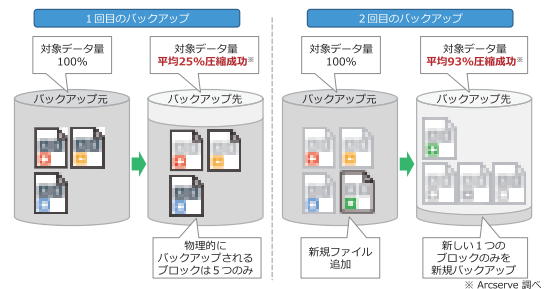 1回目のバックアップ
2回目のバックアップ
対象データ量
100%
対象データ量
平均25%圧縮成功※
対象データ量
100%
対象データ量
平均93%圧縮成功※
バックアップ元
バックアップ先
バックアップ元
バックアップ先
物理的に
バックアップされる
ブロックは5つのみ
新規ファイル
追加
新しい1つの
ブロックのみを
新規バックアップ
※ Arcserve 調べ